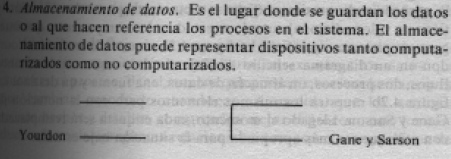 4. Almacenamiento de datos. Es el lugar donde se guardan los datos
o al que hacen referencia los procesos en el sistema. El almace-
namiento de datos puede representar dispositivos tanto computa-
rizados como no computarizados.
Yourdon
Gane y Sarson